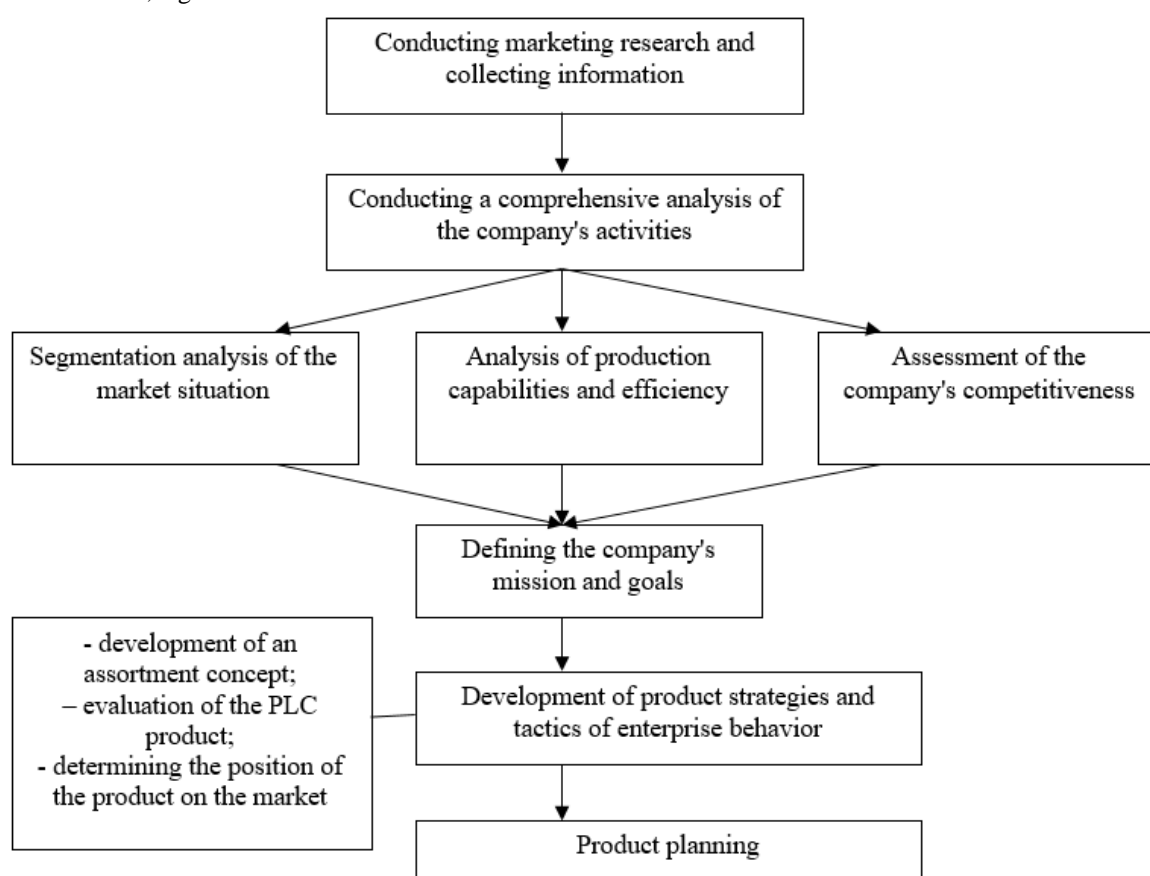 Conducting marketing research and
collecting information
Conducting a comprehensive analysis of
the company's activities
Segmentation analysis of the
market situation
Analysis of production
capabilities and efficiency
Assessment of the
company's competitiveness
Defining the company's
mission and goals
- development of an
assortment concept;
– evaluation of the PLC
product;
- determining the position of
the product on the market
Development of product strategies and
tactics of enterprise behavior
Product planning